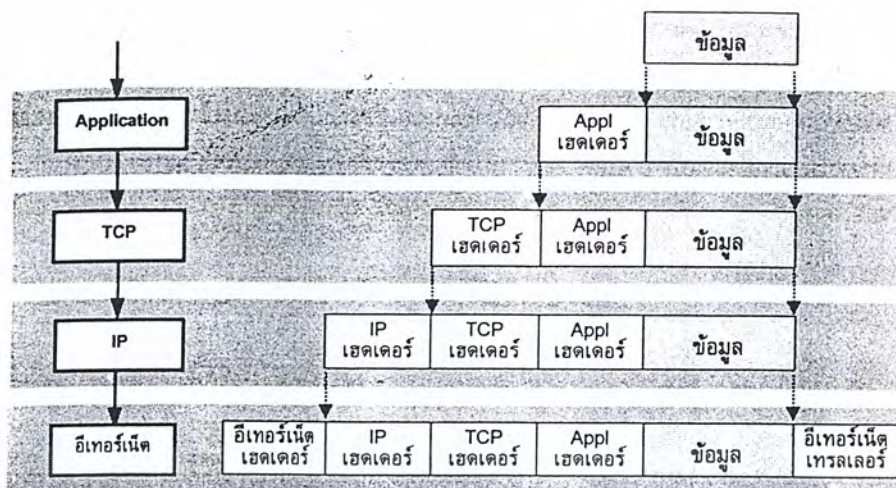 ข้อมูล
Application
Appl
เฮดเดอร์
ข้อมูล
TCP
TCP
เฮดเดอร์
Appl
เฮดเดอร์
ข้อมูล
IP
IP
เฮดเดอร์
TCP
เฮดเดอร์
Appl
เฮดเดอร์
ข้อมูล
อีเทอร์เน็ต
อีเทอร์เน็ต
เฮดเดอร์
IP
เฮดเดอร์
TCP
เฮดเดอร์
Appl
เฮดเดอร์
ข้อมูล
อีเทอร์เน็ต
เทรลเลอร์